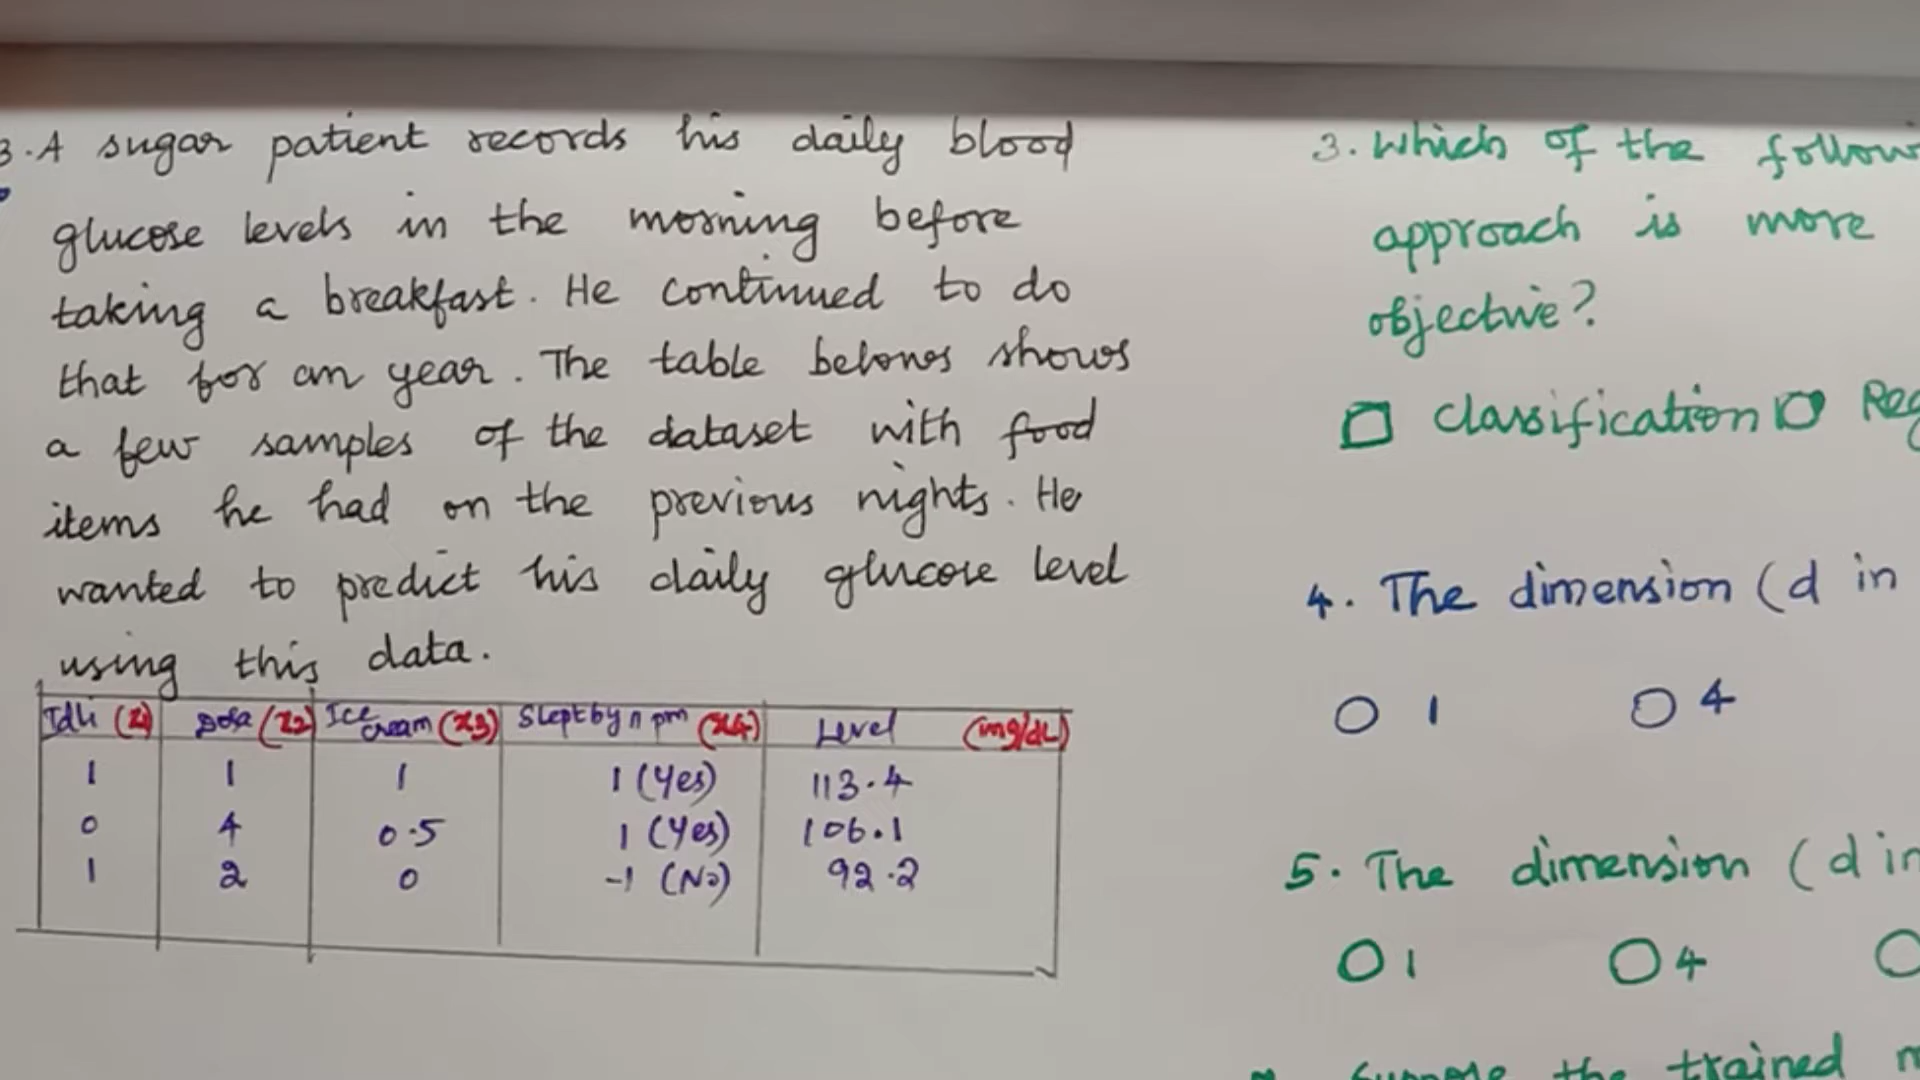 3. A sugar patient records his daily blood
glucose levels in the morning before
taking a breakfast. He continued to do
that for an year. The table belows shows
a few samples of the dataset with food
items he had on the previous nights. He
wanted to predict his daily glucose level
using this data.
Idli (x1) Dosa (x2) Ice cream (x3) Slept by 11 pm (x4) Level (mg/dL)
1 1 1 1 (Yes) 113.4
0 4 0.5 1 (Yes) 106.1
1 2 0 -1 (No) 92.2
3. Which of the follow
approach is more
objective?
Classification Reg
4. The dimension (d in
1 4
5. The dimension (d in
1 4
Suppose the trained